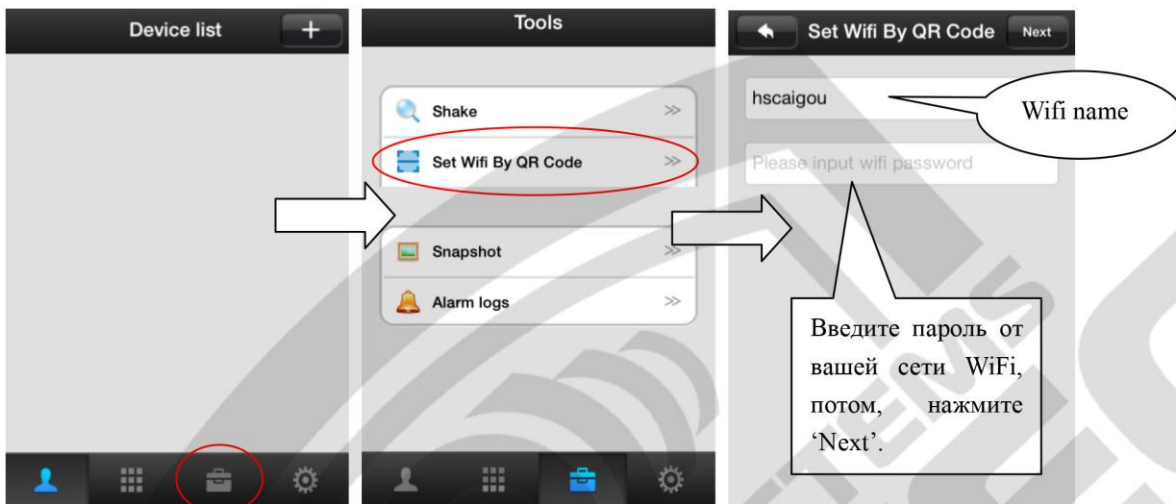 Device list
+
Tools
Shake
Set Wifi By QR Code
Snapshot
Alarm logs
Set Wifi By QR Code
Next
hscaigou
Wifi name
Please input wifi password
Введите пароль от
вашей сети WiFi,
потом, нажмите
‘Next’.